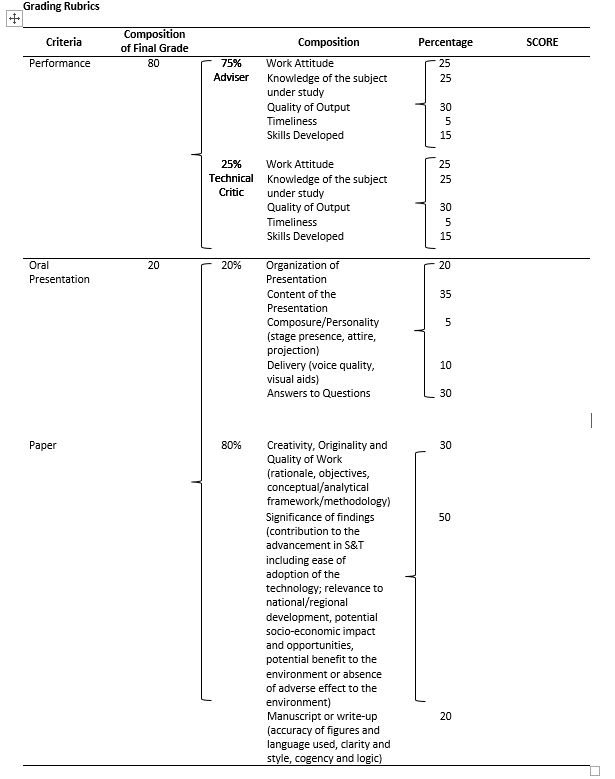 Grading Rubrics
Criteria Composition of Final Grade Composition Percentage SCORE
Performance 80 75% Work Attitude 25
Adviser Knowledge of the subject 25
under study
Quality of Output 30
Timeliness 5
Skills Developed 15
25% Work Attitude 25
Technical Knowledge of the subject 25
Critic under study
Quality of Output 30
Timeliness 5
Skills Developed 15
Oral 20 20% Organization of 20
Presentation Presentation
Content of the 35
Presentation
Composure/Personality 5
(stage presence, attire,
projection)
Delivery (voice quality, 10
visual aids)
Answers to Questions 30
Paper 80% Creativity, Originality and 30
Quality of Work
(rationale, objectives,
conceptual/analytical
framework/methodology)
Significance of findings 50
(contribution to the
advancement in S&T
including ease of
adoption of the
technology; relevance to
national/regional
development, potential
socio-economic impact
and opportunities,
potential benefit to the
environment or absence
of adverse effect to the
environment)
Manuscript or write-up 20
(accuracy of figures and
language used, clarity and
style, cogency and logic)